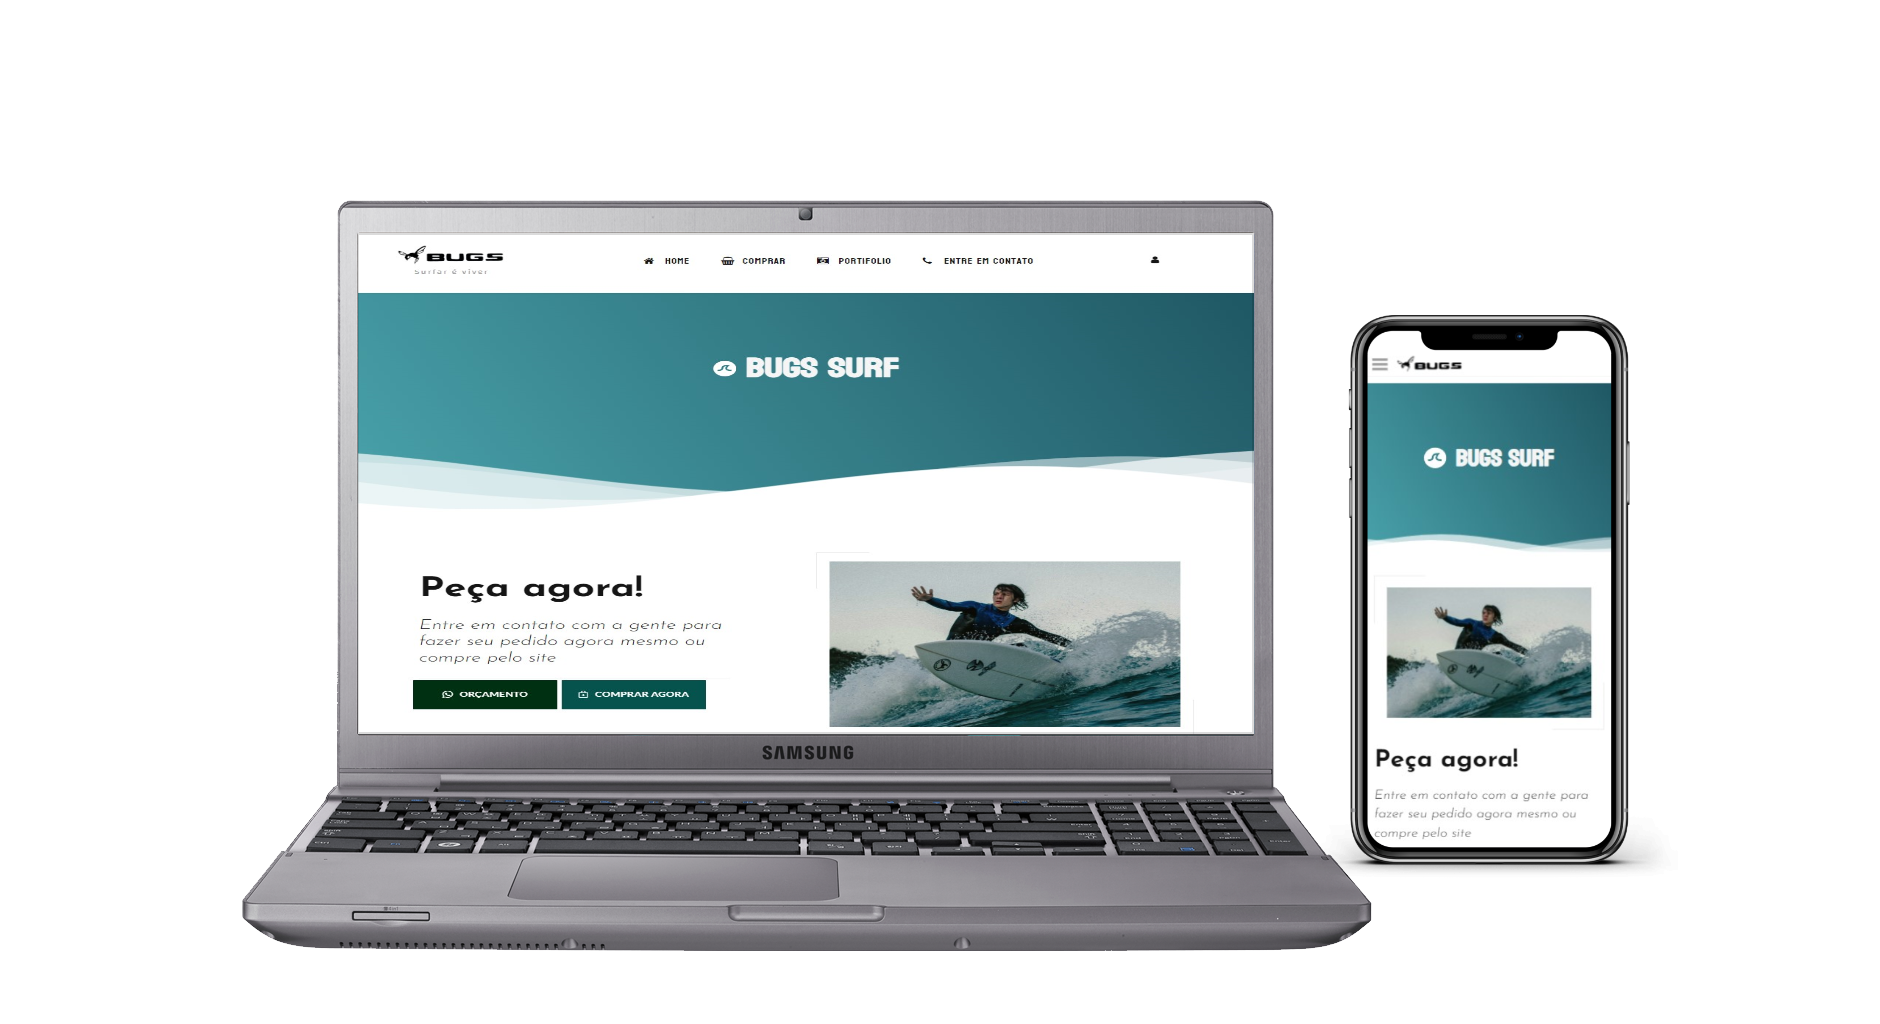 BUGS
Surfar é viver
HOME COMPRAR PORTIFOLIO ENTRE EM CONTATO
BUGS SURF
Peça agora!
Entre em contato com a gente para
fazer seu pedido agora mesmo ou
compre pelo site
ORÇAMENTO COMPRAR AGORA
SAMSUNG
BUGS
BUGS SURF
Peça agora!
Entre em contato com a gente para
fazer seu pedido agora mesmo ou
compre pelo site